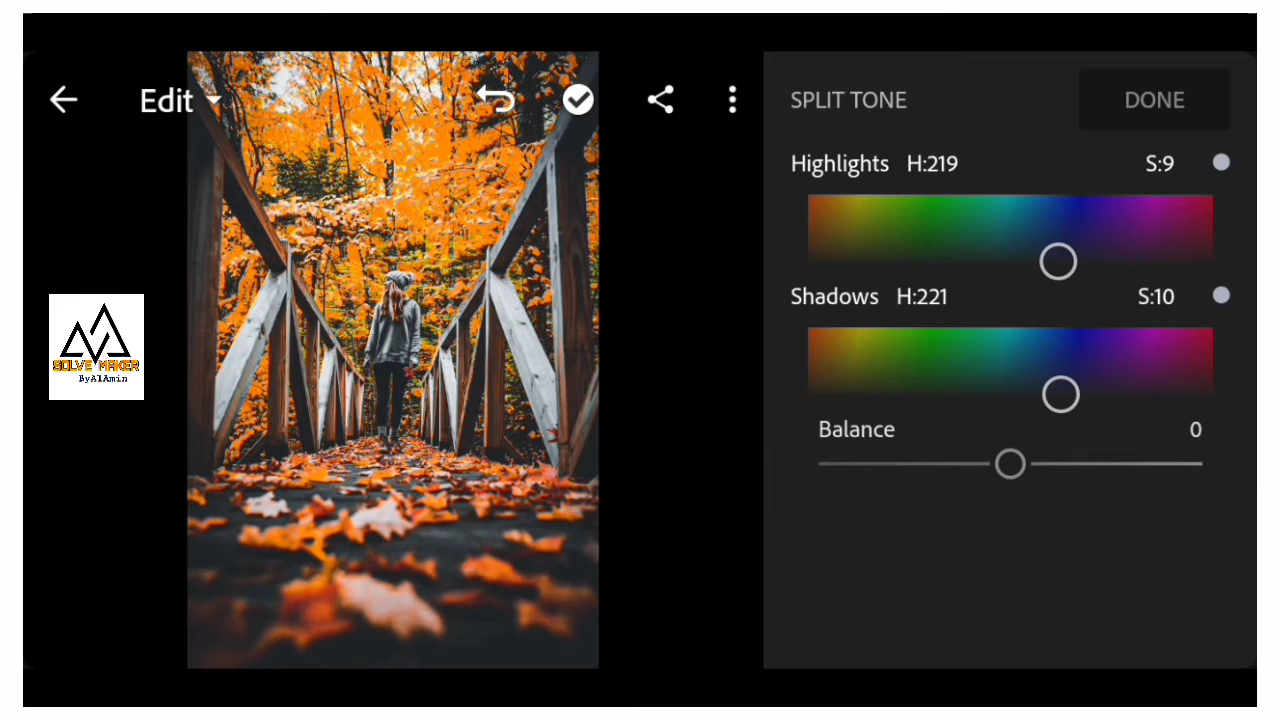 Edit
SPLIT TONE
DONE
Highlights H:219 S:9
Shadows H:221 S:10
Balance 0
SOLVE MAKER
ByAlAmin